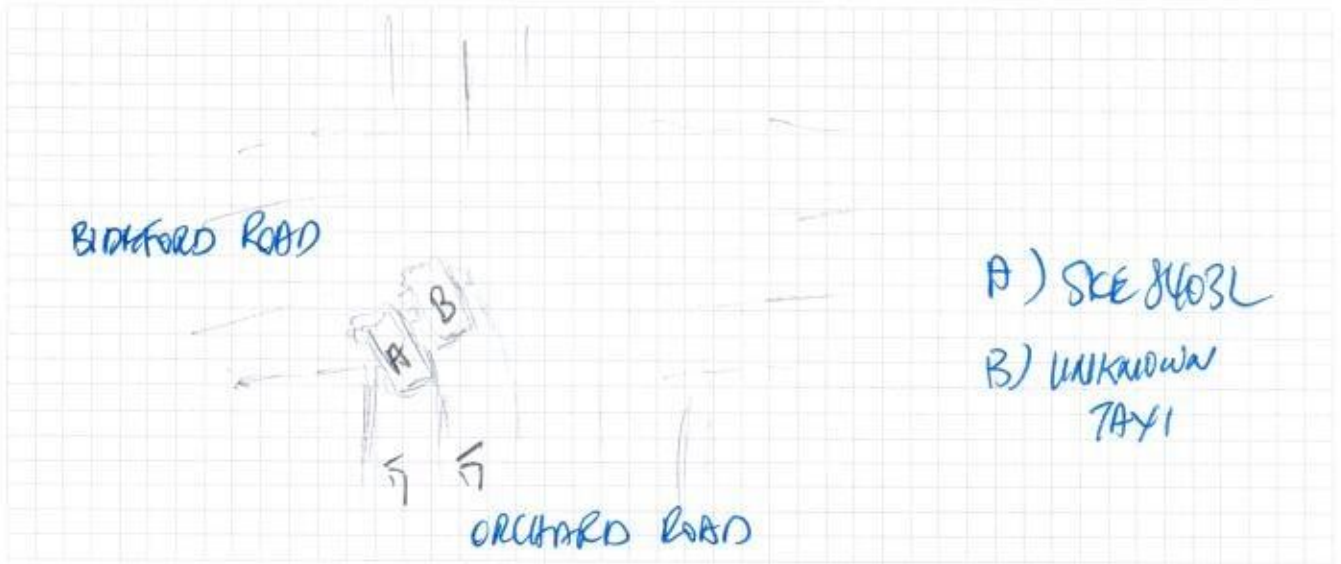 BIDEFORD ROAD
B
A
A) SKE 8403L
B) UNKNOWN
TAXI
ORCHARD ROAD